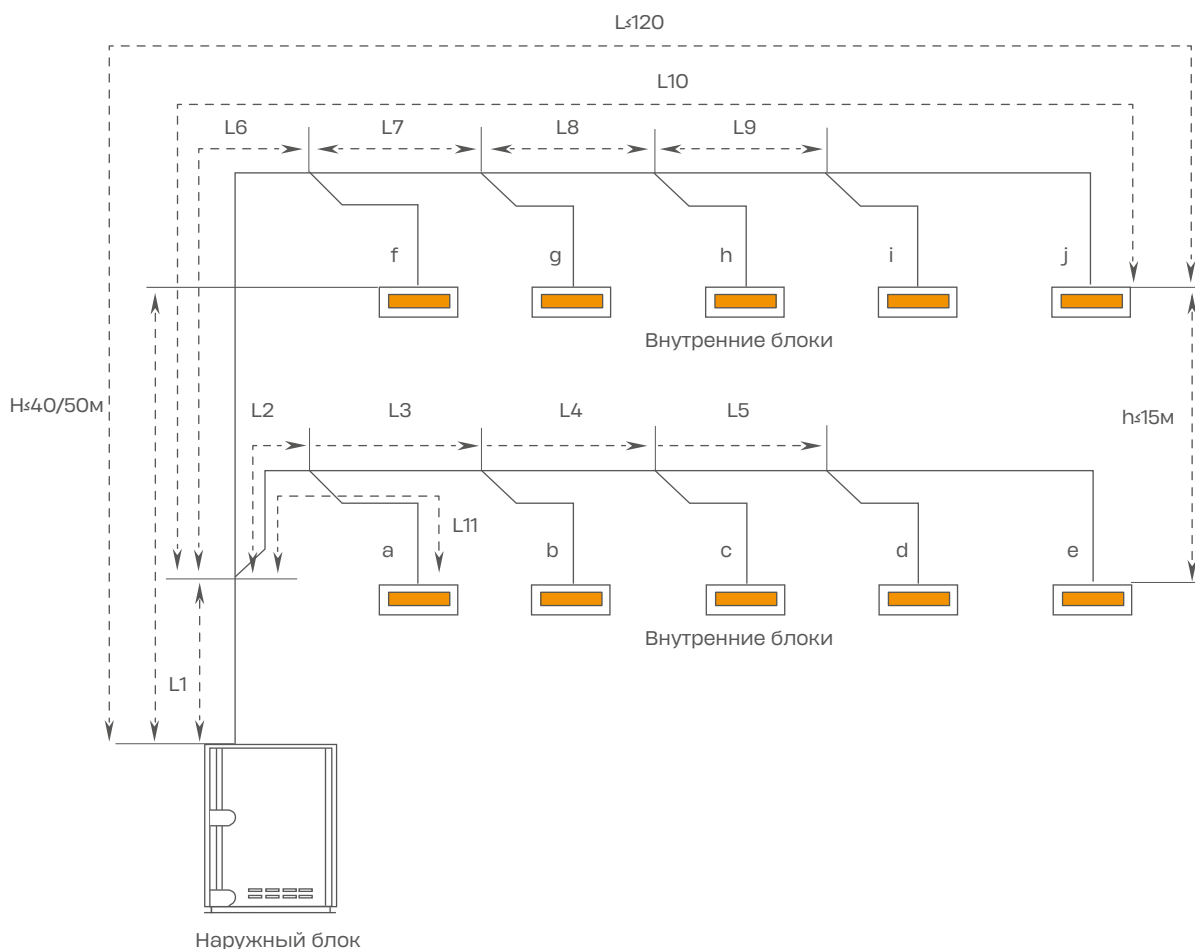 L≤120
L10
L6 L7 L8 L9
f g h i j
Внутренние блоки
H≤40/50м
h≤15м
L2 L3 L4 L5
L11
a b c d e
Внутренние блоки
L1
Наружный блок